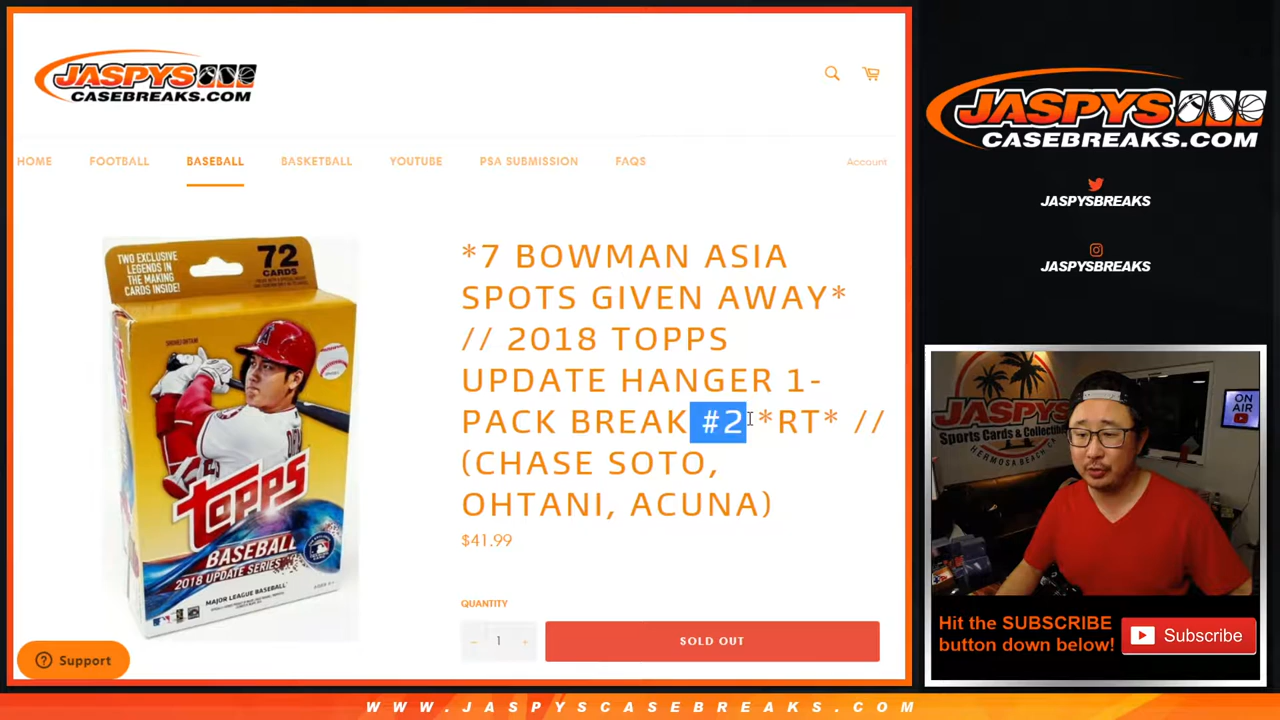 JASPYS
CASEBREAKS.COM
HOME
FOOTBALL
BASEBALL
BASKETBALL
YOUTUBE
PSA SUBMISSION
FAQS
Account
TWO EXCLUSIVE
LEGENDS IN
THE MAKING
CARDS INSIDE!
72
CARDS
topps
BASEBALL
2018 UPDATE SERIES
MAJOR LEAGUE BASEBALL
*7 BOWMAN ASIA
SPOTS GIVEN AWAY*
// 2018 TOPPS
UPDATE HANGER 1-
PACK BREAK #2 *RT* //
(CHASE SOTO,
OHTANI, ACUNA)
$41.99
QUANTITY
− 1 +
SOLD OUT
Support
JASPYS
CASEBREAKS.COM
JASPYSBREAKS
JASPYSBREAKS
JASPYS
Sports Cards & Collectibles
HERMOSA BEACH, CA
ON
AIR
Hit the SUBSCRIBE
button down below!
Subscribe
WWW.JASPYSCASEBREAKS.COM